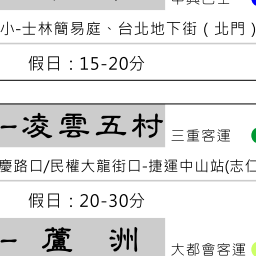 小-士林簡易庭、台北地下街(北門)
假日：15-20分
–凌雲五村 三重客運
慶路口/民權大龍街口-捷運中山站(志仁
假日：20-30分
– 蘆 洲 大都會客運